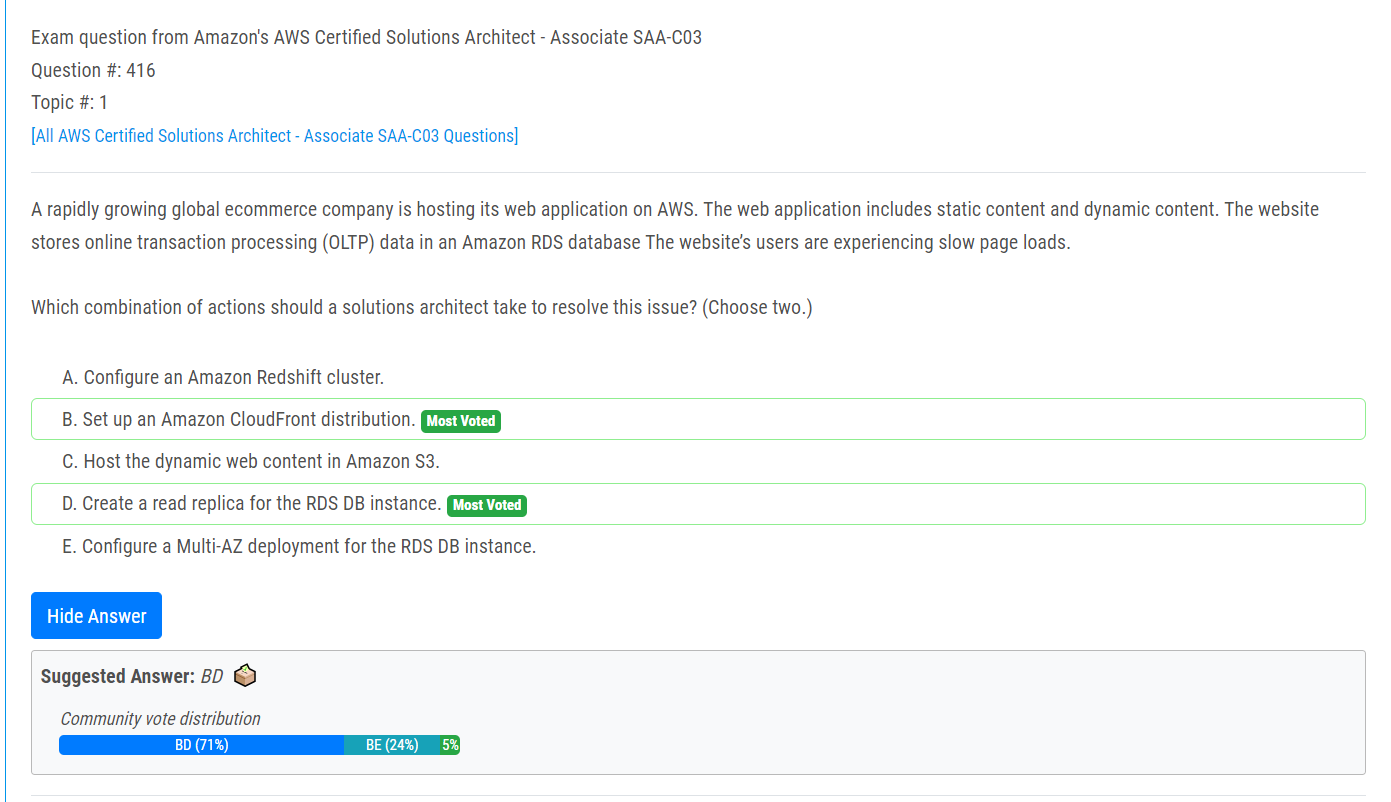 Exam question from Amazon's AWS Certified Solutions Architect - Associate SAA-C03
Question #: 416
Topic #: 1
[All AWS Certified Solutions Architect - Associate SAA-C03 Questions]
A rapidly growing global ecommerce company is hosting its web application on AWS. The web application includes static content and dynamic content. The website
stores online transaction processing (OLTP) data in an Amazon RDS database The website's users are experiencing slow page loads.
Which combination of actions should a solutions architect take to resolve this issue? (Choose two.)
A. Configure an Amazon Redshift cluster.
B. Set up an Amazon CloudFront distribution. Most Voted
C. Host the dynamic web content in Amazon S3.
D. Create a read replica for the RDS DB instance. Most Voted
E. Configure a Multi-AZ deployment for the RDS DB instance.
Hide Answer
Suggested Answer: BD
Community vote distribution
BD (71%) BE (24%) 5%